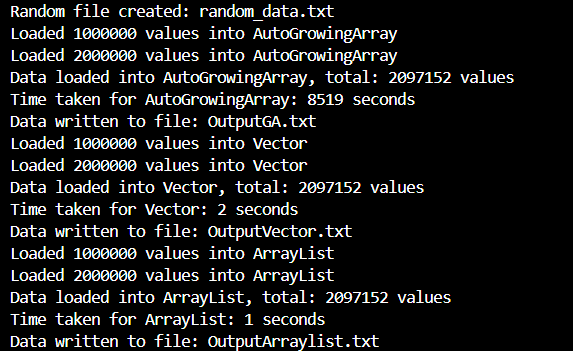 Random file created: random_data.txt
Loaded 1000000 values into AutoGrowingArray
Loaded 2000000 values into AutoGrowingArray
Data loaded into AutoGrowingArray, total: 2097152 values
Time taken for AutoGrowingArray: 8519 seconds
Data written to file: OutputGA.txt
Loaded 1000000 values into Vector
Loaded 2000000 values into Vector
Data loaded into Vector, total: 2097152 values
Time taken for Vector: 2 seconds
Data written to file: OutputVector.txt
Loaded 1000000 values into ArrayList
Loaded 2000000 values into ArrayList
Data loaded into ArrayList, total: 2097152 values
Time taken for ArrayList: 1 seconds
Data written to file: OutputArraylist.txt